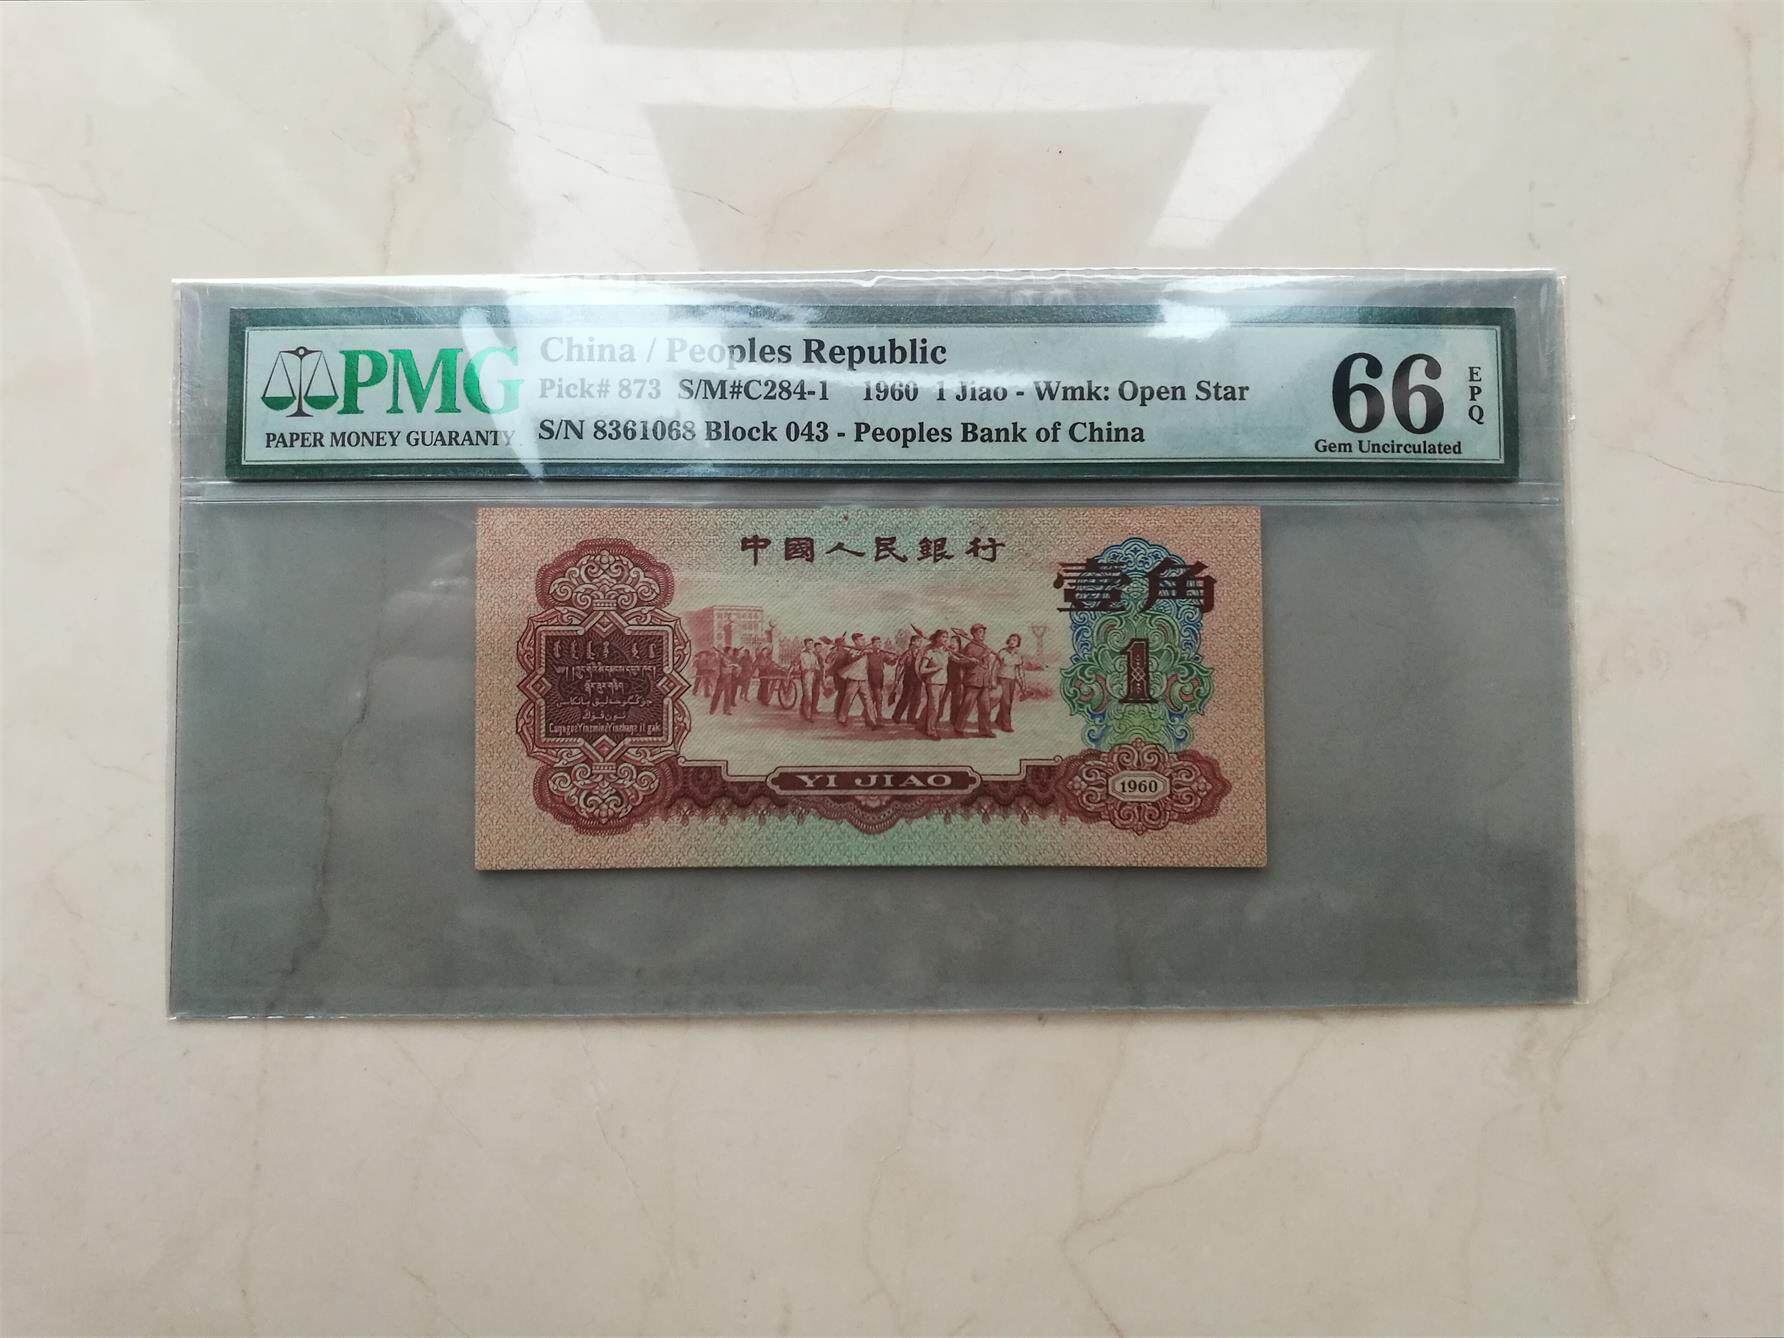 PMG
PAPER MONEY GUARANTY
China / Peoples Republic
Pick# 873 S/M#C284-1 1960 1 Jiao - Wmk: Open Star
S/N 8361068 Block 043 - Peoples Bank of China
66
EPQ
Gem Uncirculated
中國人民銀行
壹角
1
YI JIAO
1960